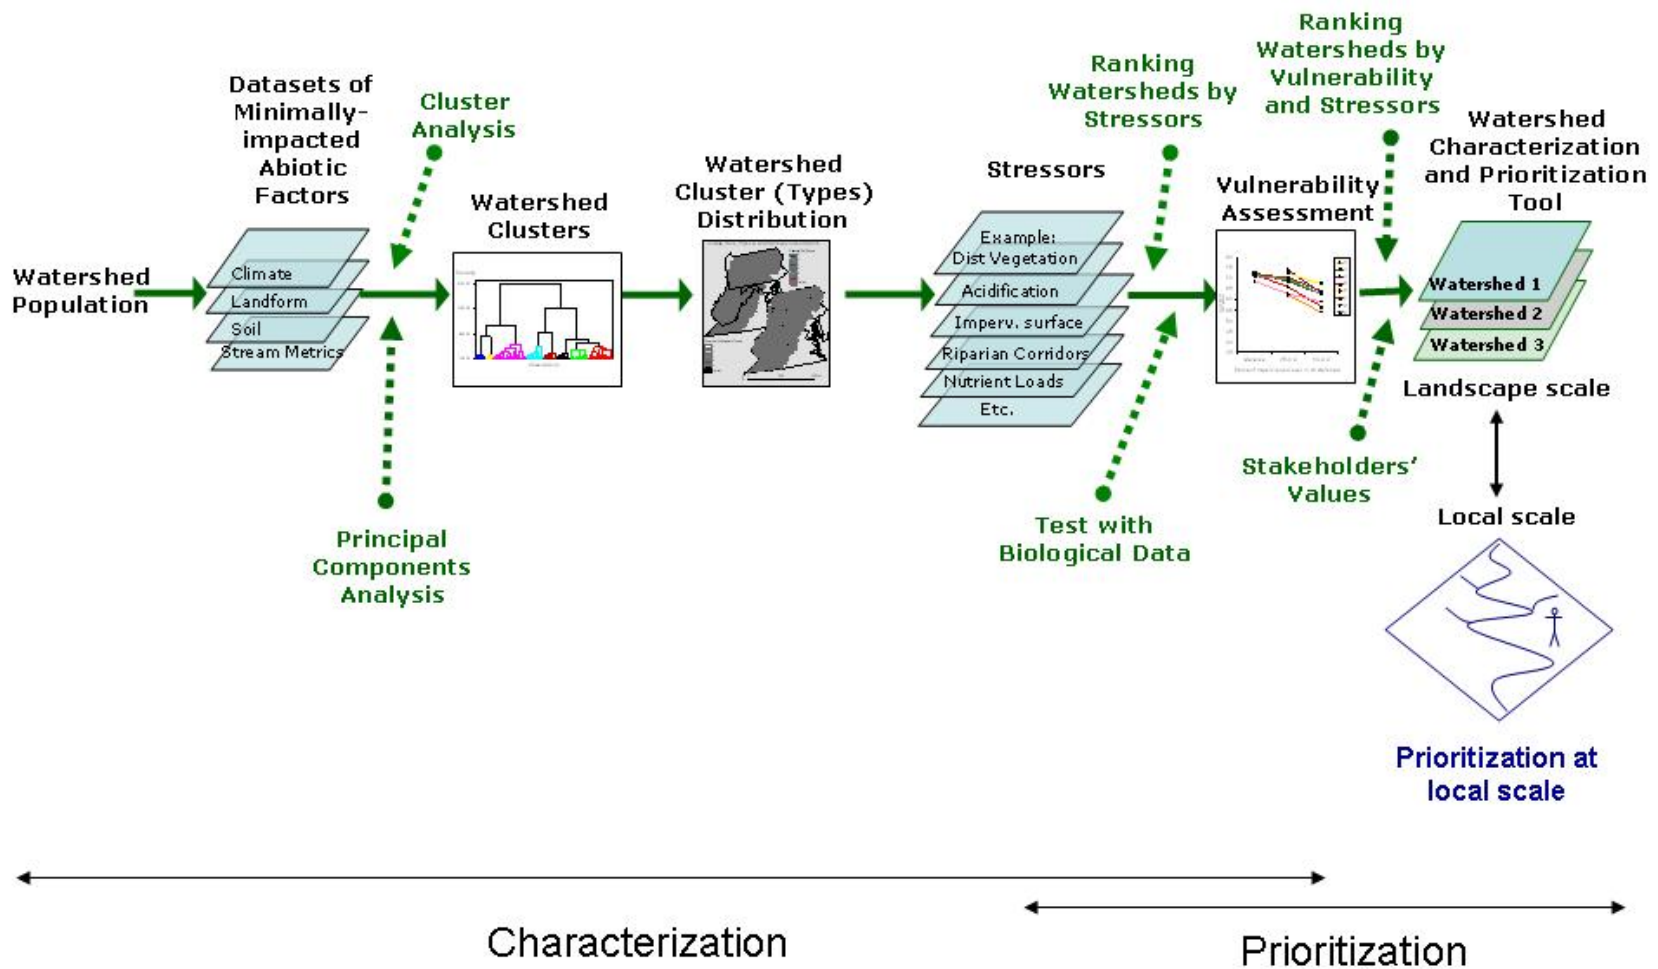 Watershed
Population
Datasets of
Minimally-
impacted
Abiotic
Factors
Climate
Landform
Soil
Stream Metrics
Cluster
Analysis
Principal
Components
Analysis
Watershed
Clusters
Watershed
Cluster (Types)
Distribution
Stressors
Example:
Dist Vegetation
Acidification
Imperv. surface
Riparian Corridors
Nutrient Loads
Etc.
Ranking
Watersheds by
Stressors
Test with
Biological Data
Vulnerability
Assessment
Ranking
Watersheds by
Vulnerability
and Stressors
Stakeholders'
Values
Watershed
Characterization
and Prioritization
Tool
Watershed 1
Watershed 2
Watershed 3
Landscape scale
Local scale
Prioritization at
local scale
Characterization
Prioritization